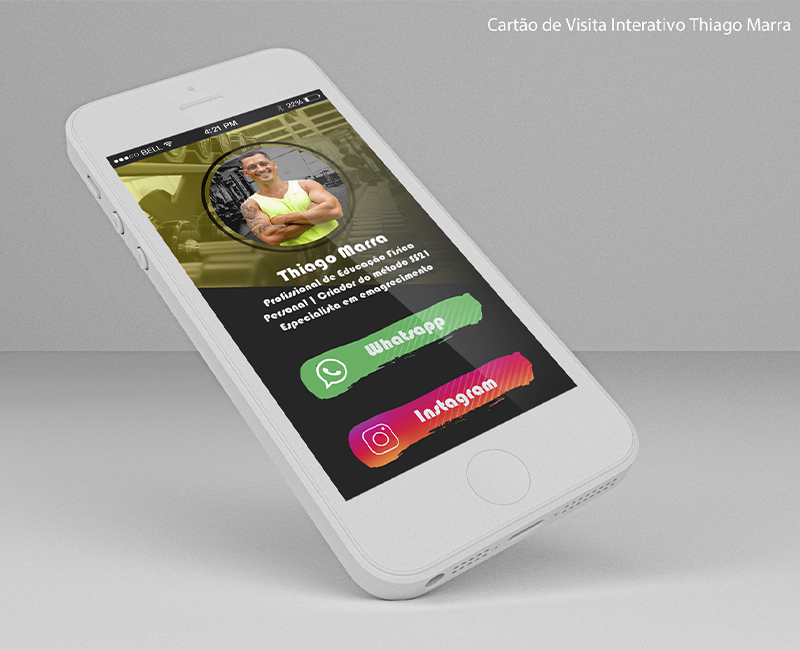 Cartão de Visita Interativo Thiago Marra
BELL 4:21 PM 22%
Thiago Marra
Profissional de Educação Física
Personal | Criador do método SS21
Especialista em emagrecimento
Whatsapp
Instagram